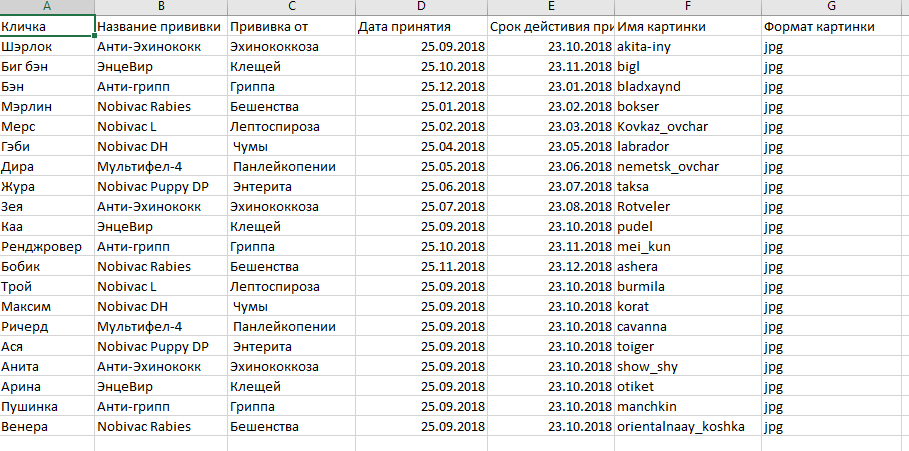 A B C D E F G
Кличка Название прививки Прививка от Дата принятия Срок действия при Имя картинки Формат картинки
Шэрлок Анти-Эхинококк Эхинококкоза 25.09.2018 23.10.2018 akita-iny jpg
Биг бэн ЭнцеВир Клещей 25.10.2018 23.11.2018 bigl jpg
Бэн Анти-грипп Гриппа 25.12.2018 23.01.2018 bladxaynd jpg
Мэрлин Nobivac Rabies Бешенства 25.01.2018 23.02.2018 bokser jpg
Мерс Nobivac L Лептоспироза 25.02.2018 23.03.2018 Kovkaz_ovchar jpg
Гэби Nobivac DH Чумы 25.04.2018 23.05.2018 labrador jpg
Дира Мультифел-4 Панлейкопении 25.05.2018 23.06.2018 nemetsk_ovchar jpg
Жура Nobivac Puppy DP Энтерита 25.06.2018 23.07.2018 taksa jpg
Зея Анти-Эхинококк Эхинококкоза 25.07.2018 23.08.2018 Rotveler jpg
Каа ЭнцеВир Клещей 25.09.2018 23.10.2018 pudel jpg
Ренджровер Анти-грипп Гриппа 25.10.2018 23.11.2018 mei_kun jpg
Бобик Nobivac Rabies Бешенства 25.11.2018 23.12.2018 ashera jpg
Трой Nobivac L Лептоспироза 25.09.2018 23.10.2018 burmila jpg
Максим Nobivac DH Чумы 25.09.2018 23.10.2018 korat jpg
Ричерд Мультифел-4 Панлейкопении 25.09.2018 23.10.2018 cavanna jpg
Ася Nobivac Puppy DP Энтерита 25.09.2018 23.10.2018 toiger jpg
Анита Анти-Эхинококк Эхинококкоза 25.09.2018 23.10.2018 show_shy jpg
Арина ЭнцеВир Клещей 25.09.2018 23.10.2018 otiket jpg
Пушинка Анти-грипп Гриппа 25.09.2018 23.10.2018 manchkin jpg
Венера Nobivac Rabies Бешенства 25.09.2018 23.10.2018 orientalnaay_koshka jpg